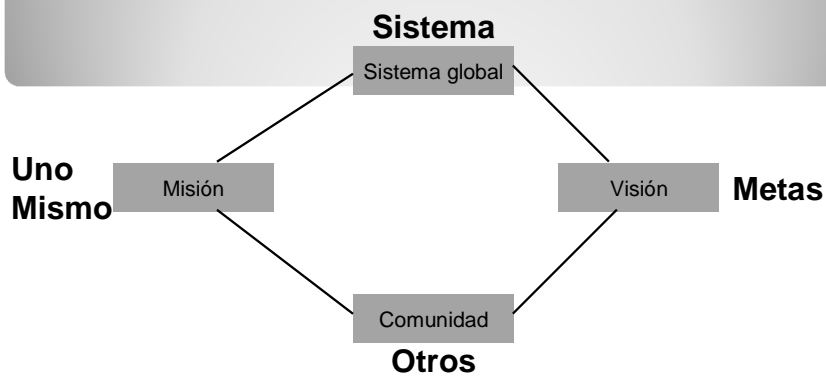 Sistema
Sistema global
Uno
Mismo
Misión
Visión
Metas
Comunidad
Otros